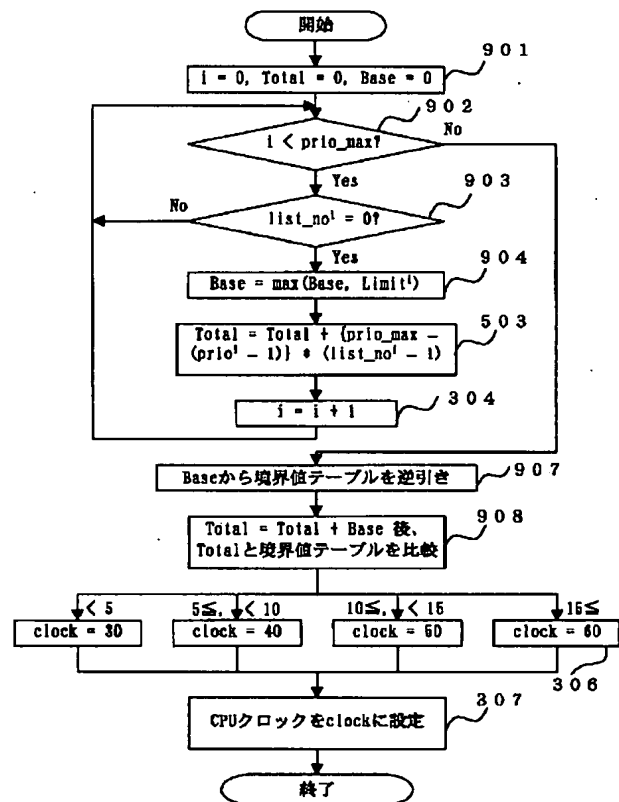 開始
901
i = 0, Total = 0, Base = 0
902
i < prio_max?
No
Yes
903
No
list_noⁱ = 0?
Yes
904
Base = max(Base, Limitⁱ)
503
Total = Total + {prio_max －
(prioⁱ － 1)} * (list_noⁱ － 1)
304
i = i + 1
907
Baseから境界値テーブルを逆引き
908
Total = Total + Base 後、
Totalと境界値テーブルを比較
< 5
5≦, < 10
10≦, < 15
15≦
clock = 30
clock = 40
clock = 50
clock = 60
306
307
CPUクロックをclockに設定
終了